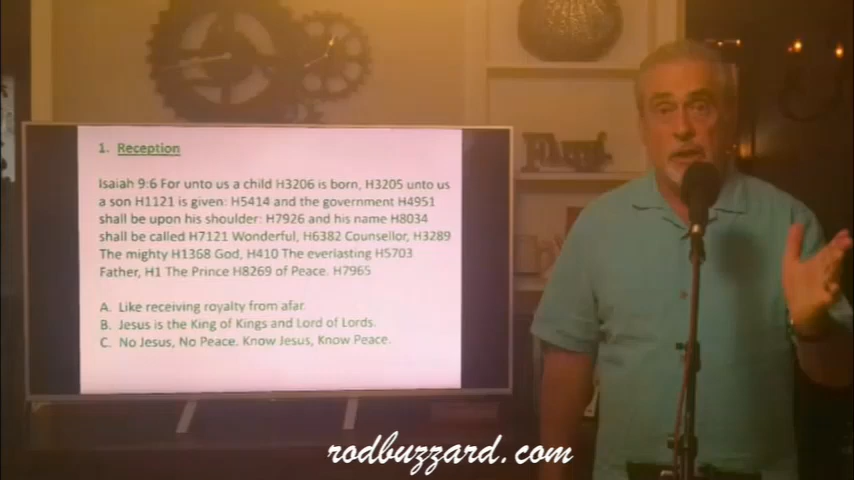 1. Reception
Isaiah 9:6 For unto us a child H3206 is born, H3205 unto us
a son H1121 is given: H5414 and the government H4951
shall be upon his shoulder: H7926 and his name H8034
shall be called H7121 Wonderful, H6382 Counsellor, H3289
The mighty H1368 God, H410 The everlasting H5703
Father, H1 The Prince H8269 of Peace. H7965
A. Like receiving royalty from afar.
B. Jesus is the King of Kings and Lord of Lords.
C. No Jesus, No Peace. Know Jesus, Know Peace.
rodbuzzard.com